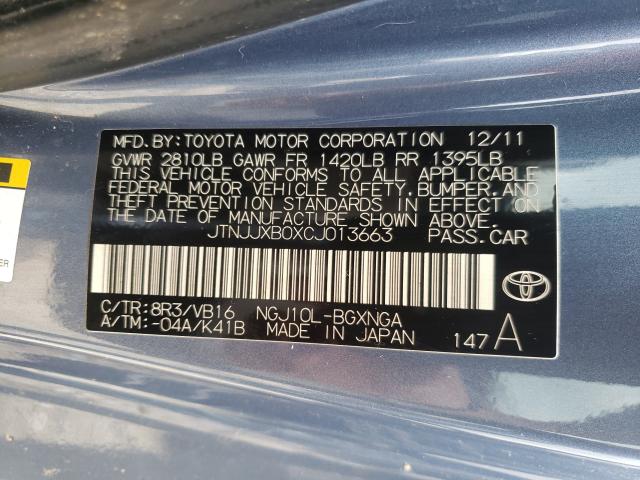 MFD.BY:TOYOTA MOTOR CORPORATION 12/11
GVWR 2810LB GAWR FR 1420LB RR 1395LB
THIS VEHICLE CONFORMS TO ALL APPLICABLE
FEDERAL MOTOR VEHICLE SAFETY,BUMPER,AND
THEFT PREVENTION STANDARDS IN EFFECT ON
THE DATE OF MANUFACTURE SHOWN ABOVE.
JTNJJXB0XCJ013663 PASS.CAR
C/TR:8R3/VB16 NGJ10L-BGXNGA
A/TM:-04A/K41B MADE IN JAPAN 147A
TOYOTA